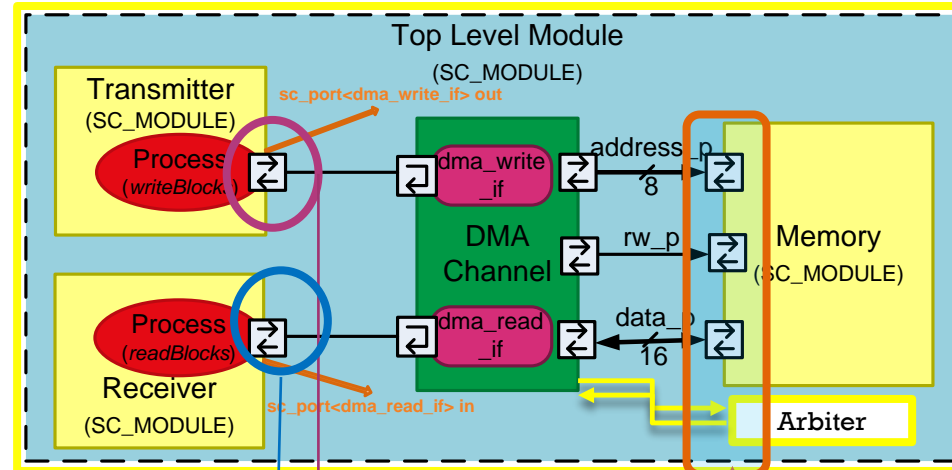 Top Level Module
(SC_MODULE)
Transmitter
(SC_MODULE)
sc_port<dma_write_if> out
Process
(writeBlocks)
dma_write
_if
address_p
8
DMA
Channel
rw_p
Memory
(SC_MODULE)
Process
(readBlocks)
dma_read
_if
data_p
16
Receiver
(SC_MODULE)
sc_port<dma_read_if> in
Arbiter